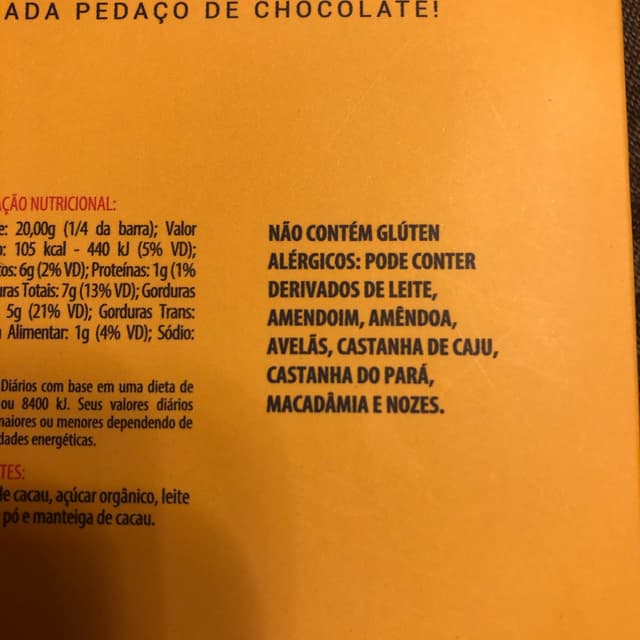 ADA PEDAÇO DE CHOCOLATE!
AÇÃO NUTRICIONAL:
e: 20,00g (1/4 da barra); Valor
o: 105 kcal - 440 kJ (5% VD);
tos: 6g (2% VD); Proteínas: 1g (1%
uras Totais: 7g (13% VD); Gorduras
5g (21% VD); Gorduras Trans:
Alimentar: 1g (4% VD); Sódio:
Diários com base em uma dieta de
ou 8400 kJ. Seus valores diários
maiores ou menores dependendo de
dades energéticas.
TES:
de cacau, açúcar orgânico, leite
pó e manteiga de cacau.
NÃO CONTÉM GLÚTEN
ALÉRGICOS: PODE CONTER
DERIVADOS DE LEITE,
AMENDOIM, AMÊNDOA,
AVELÃS, CASTANHA DE CAJU,
CASTANHA DO PARÁ,
MACADÂMIA E NOZES.